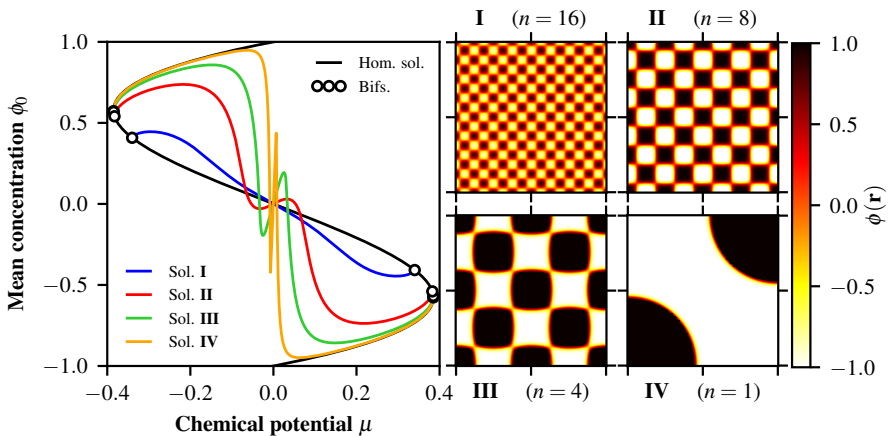 I (n = 16)
II (n = 8)
1.0
0.5
0.0
−0.5
−1.0
Mean concentration ϕ₀
Hom. sol.
Bifs.
Sol. I
Sol. II
Sol. III
Sol. IV
−0.4
−0.2
0.0
0.2
0.4
Chemical potential μ
III (n = 4)
IV (n = 1)
1.0
0.5
0.0
−0.5
−1.0
ϕ (r)